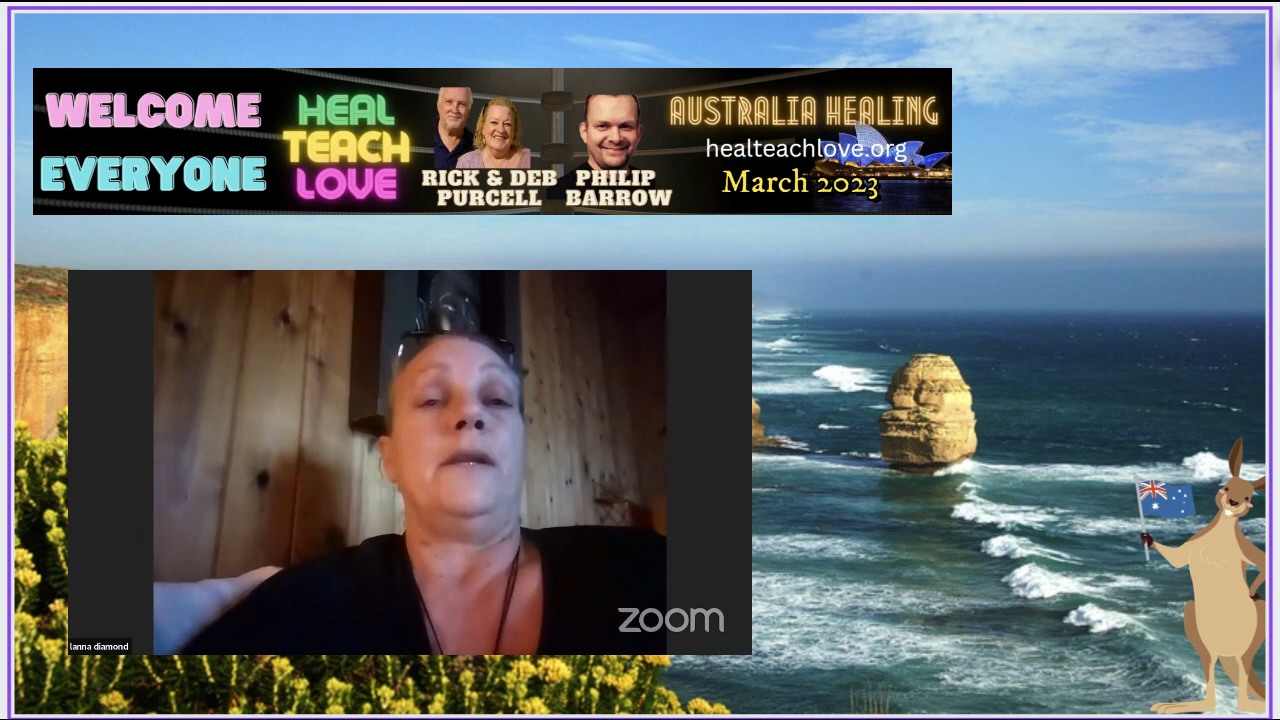 WELCOME
EVERYONE
HEAL
TEACH
LOVE
RICK & DEB
PURCELL
PHILIP
BARROW
AUSTRALIA HEALING
healteachlove.org
March 2023
zoom
lanna diamond